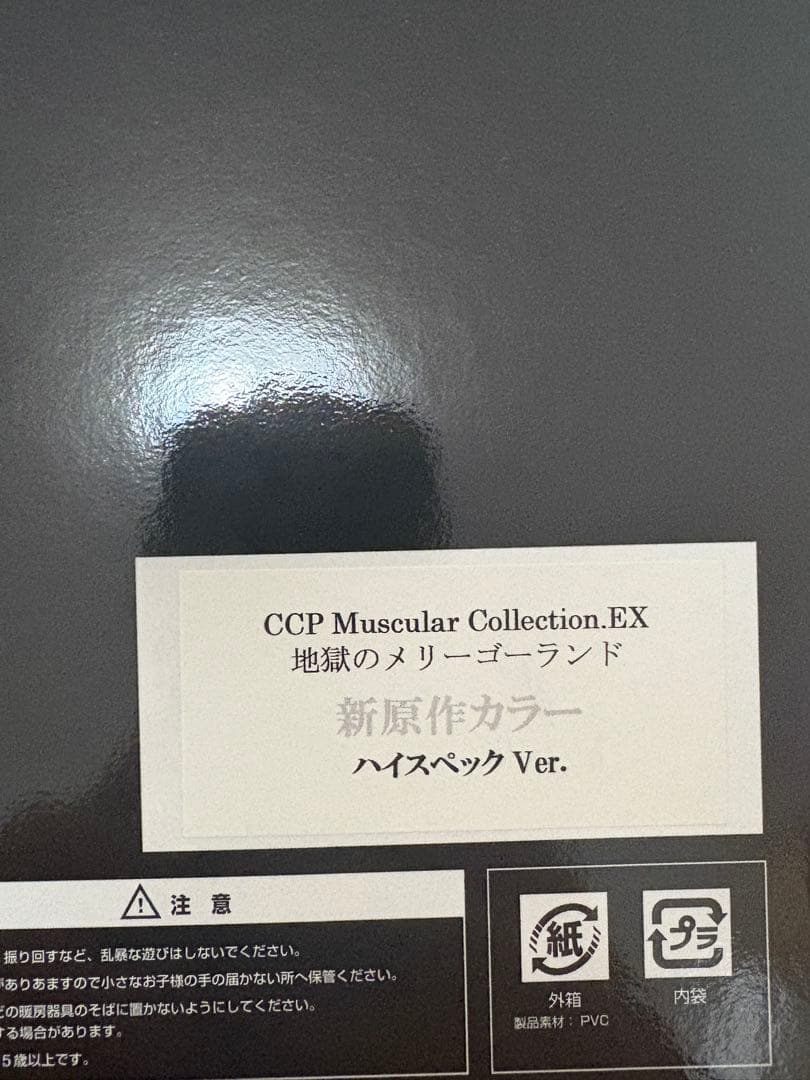 CCP Muscular Collection.EX
地獄のメリーゴーランド
新原作カラー
ハイスペック Ver.
注意
振り回すなど、乱暴な遊びはしないでください。
がありあますので小さなお子様の手の届かない所へ保管ください。
の暖房器具のそばに置かないようにしてください。
する場合があります。
5歳以上です。
紙
プラ
外箱
内袋
製品素材：PVC